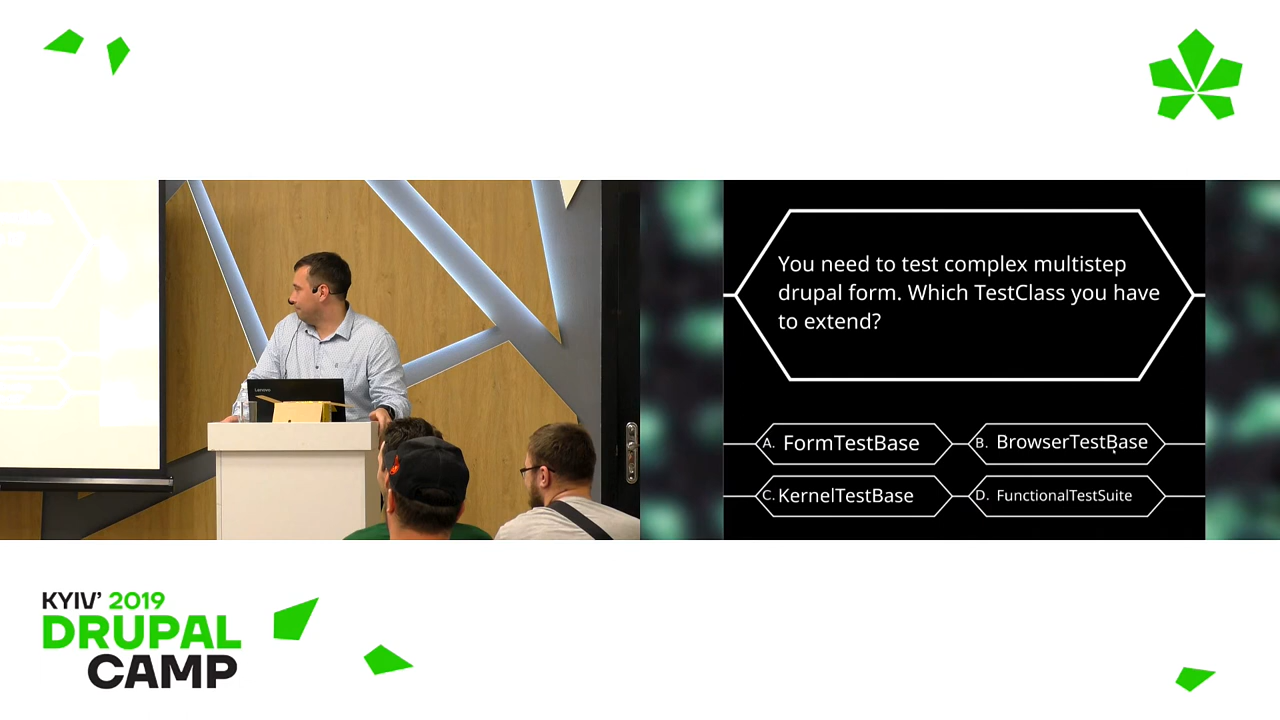 You need to test complex multistep
drupal form. Which TestClass you have
to extend?
A. FormTestBase
B. BrowserTestBase
C. KernelTestBase
D. FunctionalTestSuite
Lenovo
KYIV' 2019
DRUPAL
CAMP